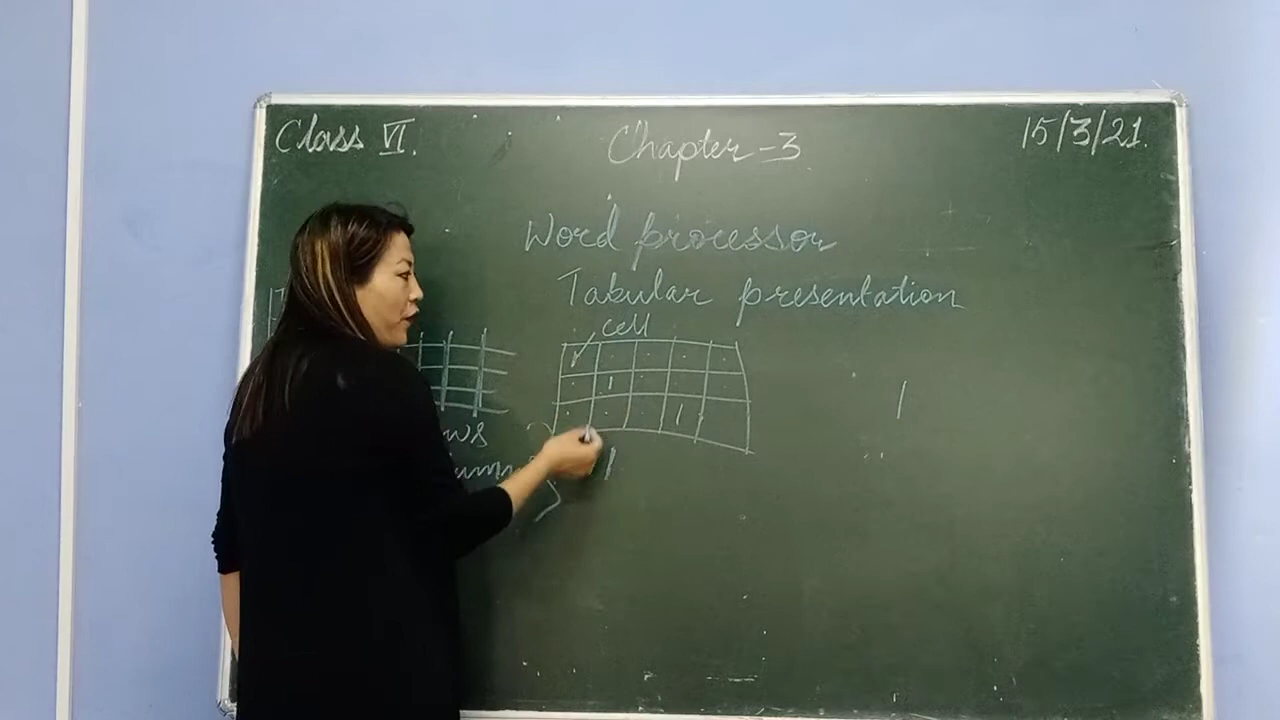 Class VI.
Chapter-3
15/3/21.
Word processor
Tabular presentation
cell